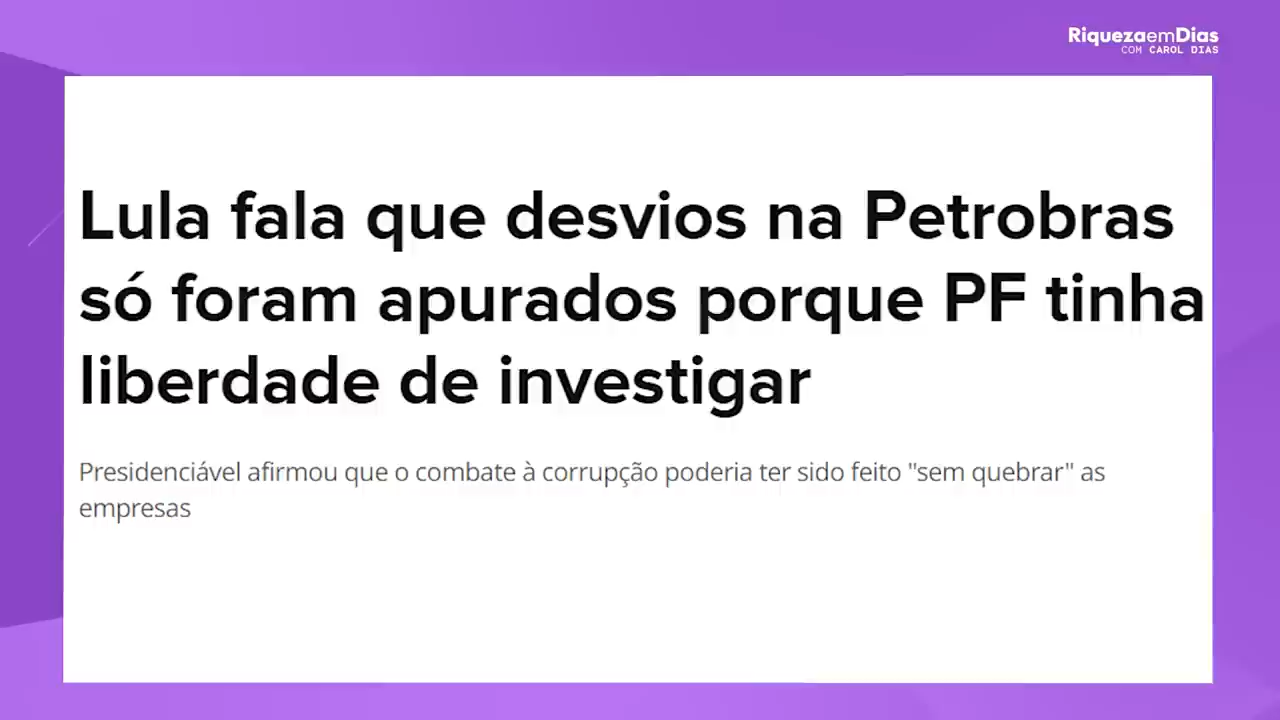 RiquezaemDias
COM CAROL DIAS
Lula fala que desvios na Petrobras
só foram apurados porque PF tinha
liberdade de investigar
Presidenciável afirmou que o combate à corrupção poderia ter sido feito "sem quebrar" as
empresas